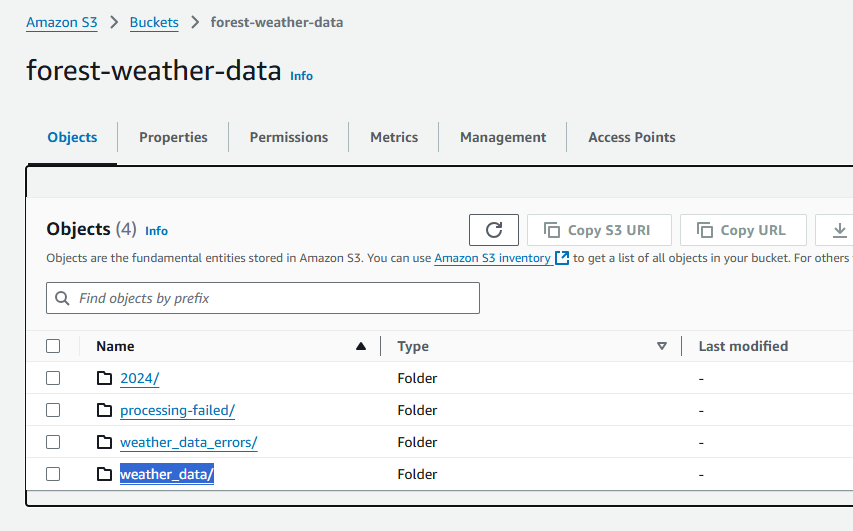 Amazon S3 > Buckets > forest-weather-data
forest-weather-data Info
Objects Properties Permissions Metrics Management Access Points
Objects (4) Info Copy S3 URI Copy URL
Objects are the fundamental entities stored in Amazon S3. You can use Amazon S3 inventory to get a list of all objects in your bucket. For others
Find objects by prefix
Name Type Last modified
2024/ Folder -
processing-failed/ Folder -
weather_data_errors/ Folder -
weather_data/ Folder -